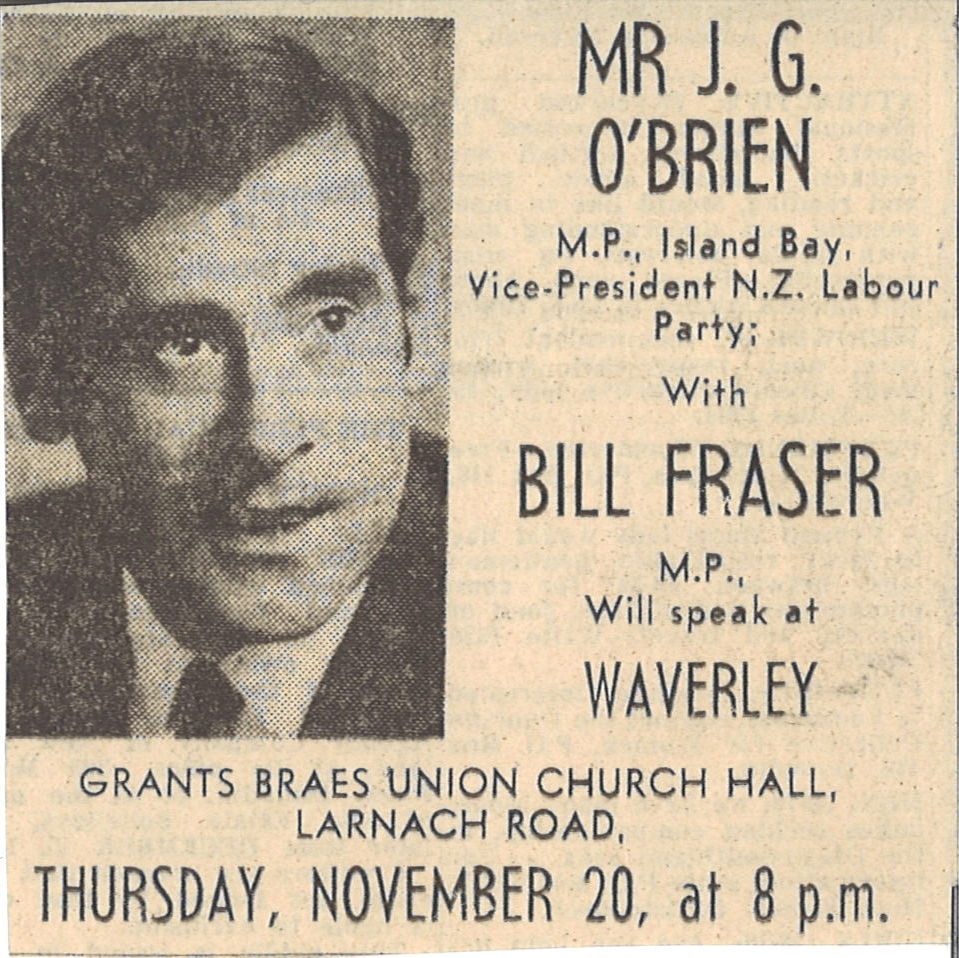 MR J. G.
O'BRIEN
M.P., Island Bay,
Vice-President N.Z. Labour
Party;
With
BILL FRASER
M.P.,
Will speak at
WAVERLEY
GRANTS BRAES UNION CHURCH HALL,
LARNACH ROAD,
THURSDAY, NOVEMBER 20, at 8 p.m.